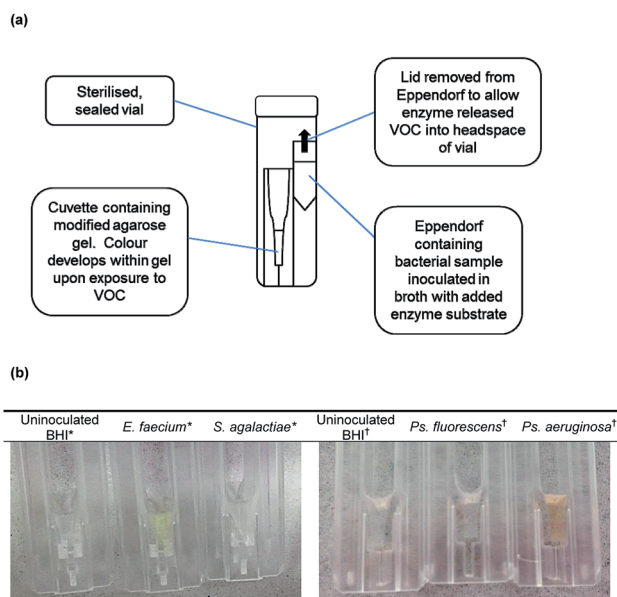 (a)
Sterilised,
sealed vial
Lid removed from
Eppendorf to allow
enzyme released
VOC into headspace
of vial
Cuvette containing
modified agarose
gel. Colour
develops within gel
upon exposure to
VOC
Eppendorf
containing
bacterial sample
inoculated in
broth with added
enzyme substrate
(b)
Uninoculated
BHI*
E. faecium*
S. agalactiae*
Uninoculated
BHI†
Ps. fluorescens†
Ps. aeruginosa†